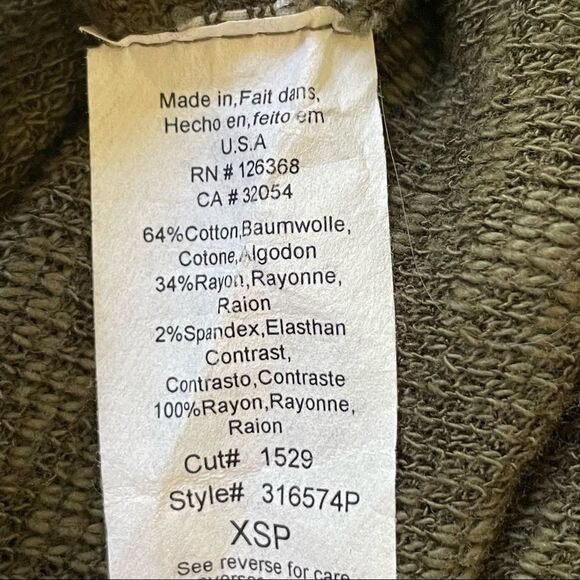 Made in,Fait dans,
Hecho en,feito em
U.S.A
RN # 126368
CA # 32054
64%Cotton,Baumwolle,
Cotone,Algodon
34%Rayon,Rayonne,
Raion
2%Spandex,Elasthan
Contrast,
Contrasto,Contraste
100%Rayon,Rayonne,
Raion
Cut# 1529
Style# 316574P
XSP
See reverse for care